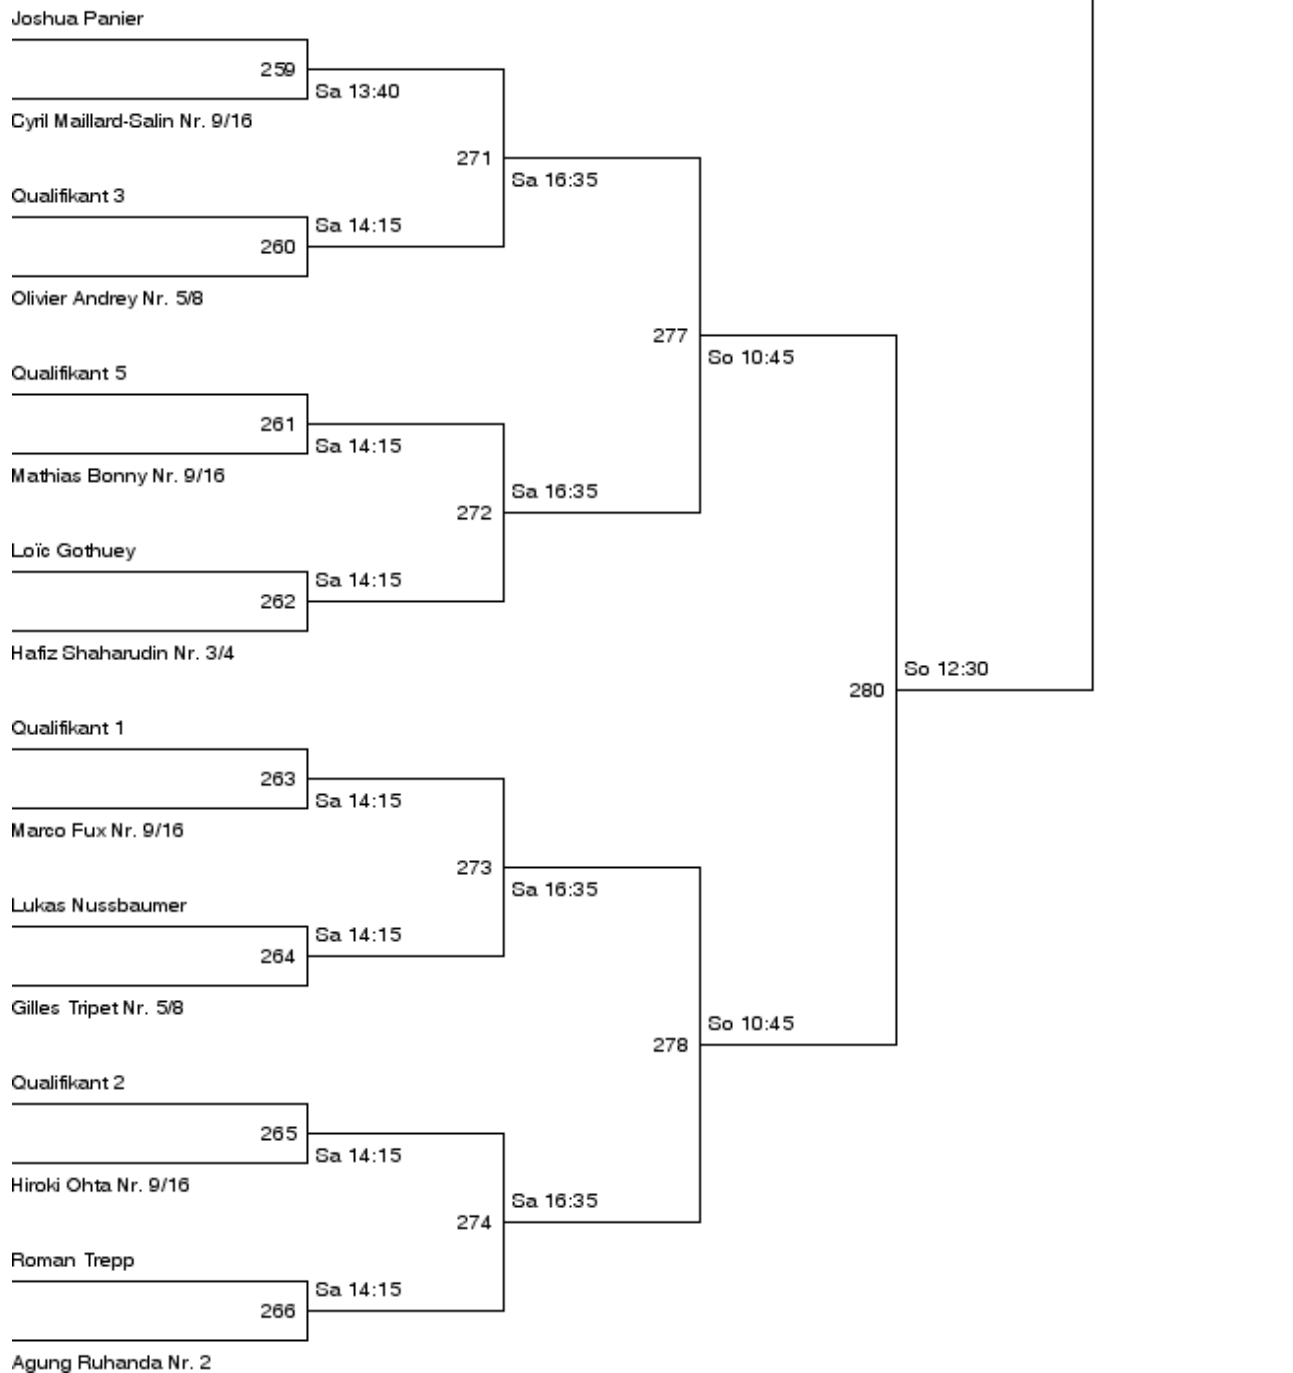 Joshua Panier
259
Sa 13:40
Cyril Maillard-Salin Nr. 9/16
271
Sa 16:35
Qualifikant 3
Sa 14:15
260
Olivier Andrey Nr. 5/8
277
So 10:45
Qualifikant 5
261
Sa 14:15
Mathias Bonny Nr. 9/16
Sa 16:35
272
Loïc Gothuey
Sa 14:15
262
Hafiz Shaharudin Nr. 3/4
So 12:30
280
Qualifikant 1
263
Sa 14:15
Marco Fux Nr. 9/16
273
Sa 16:35
Lukas Nussbaumer
Sa 14:15
264
Gilles Tripet Nr. 5/8
So 10:45
278
Qualifikant 2
265
Sa 14:15
Hiroki Ohta Nr. 9/16
Sa 16:35
274
Roman Trepp
Sa 14:15
266
Agung Ruhanda Nr. 2